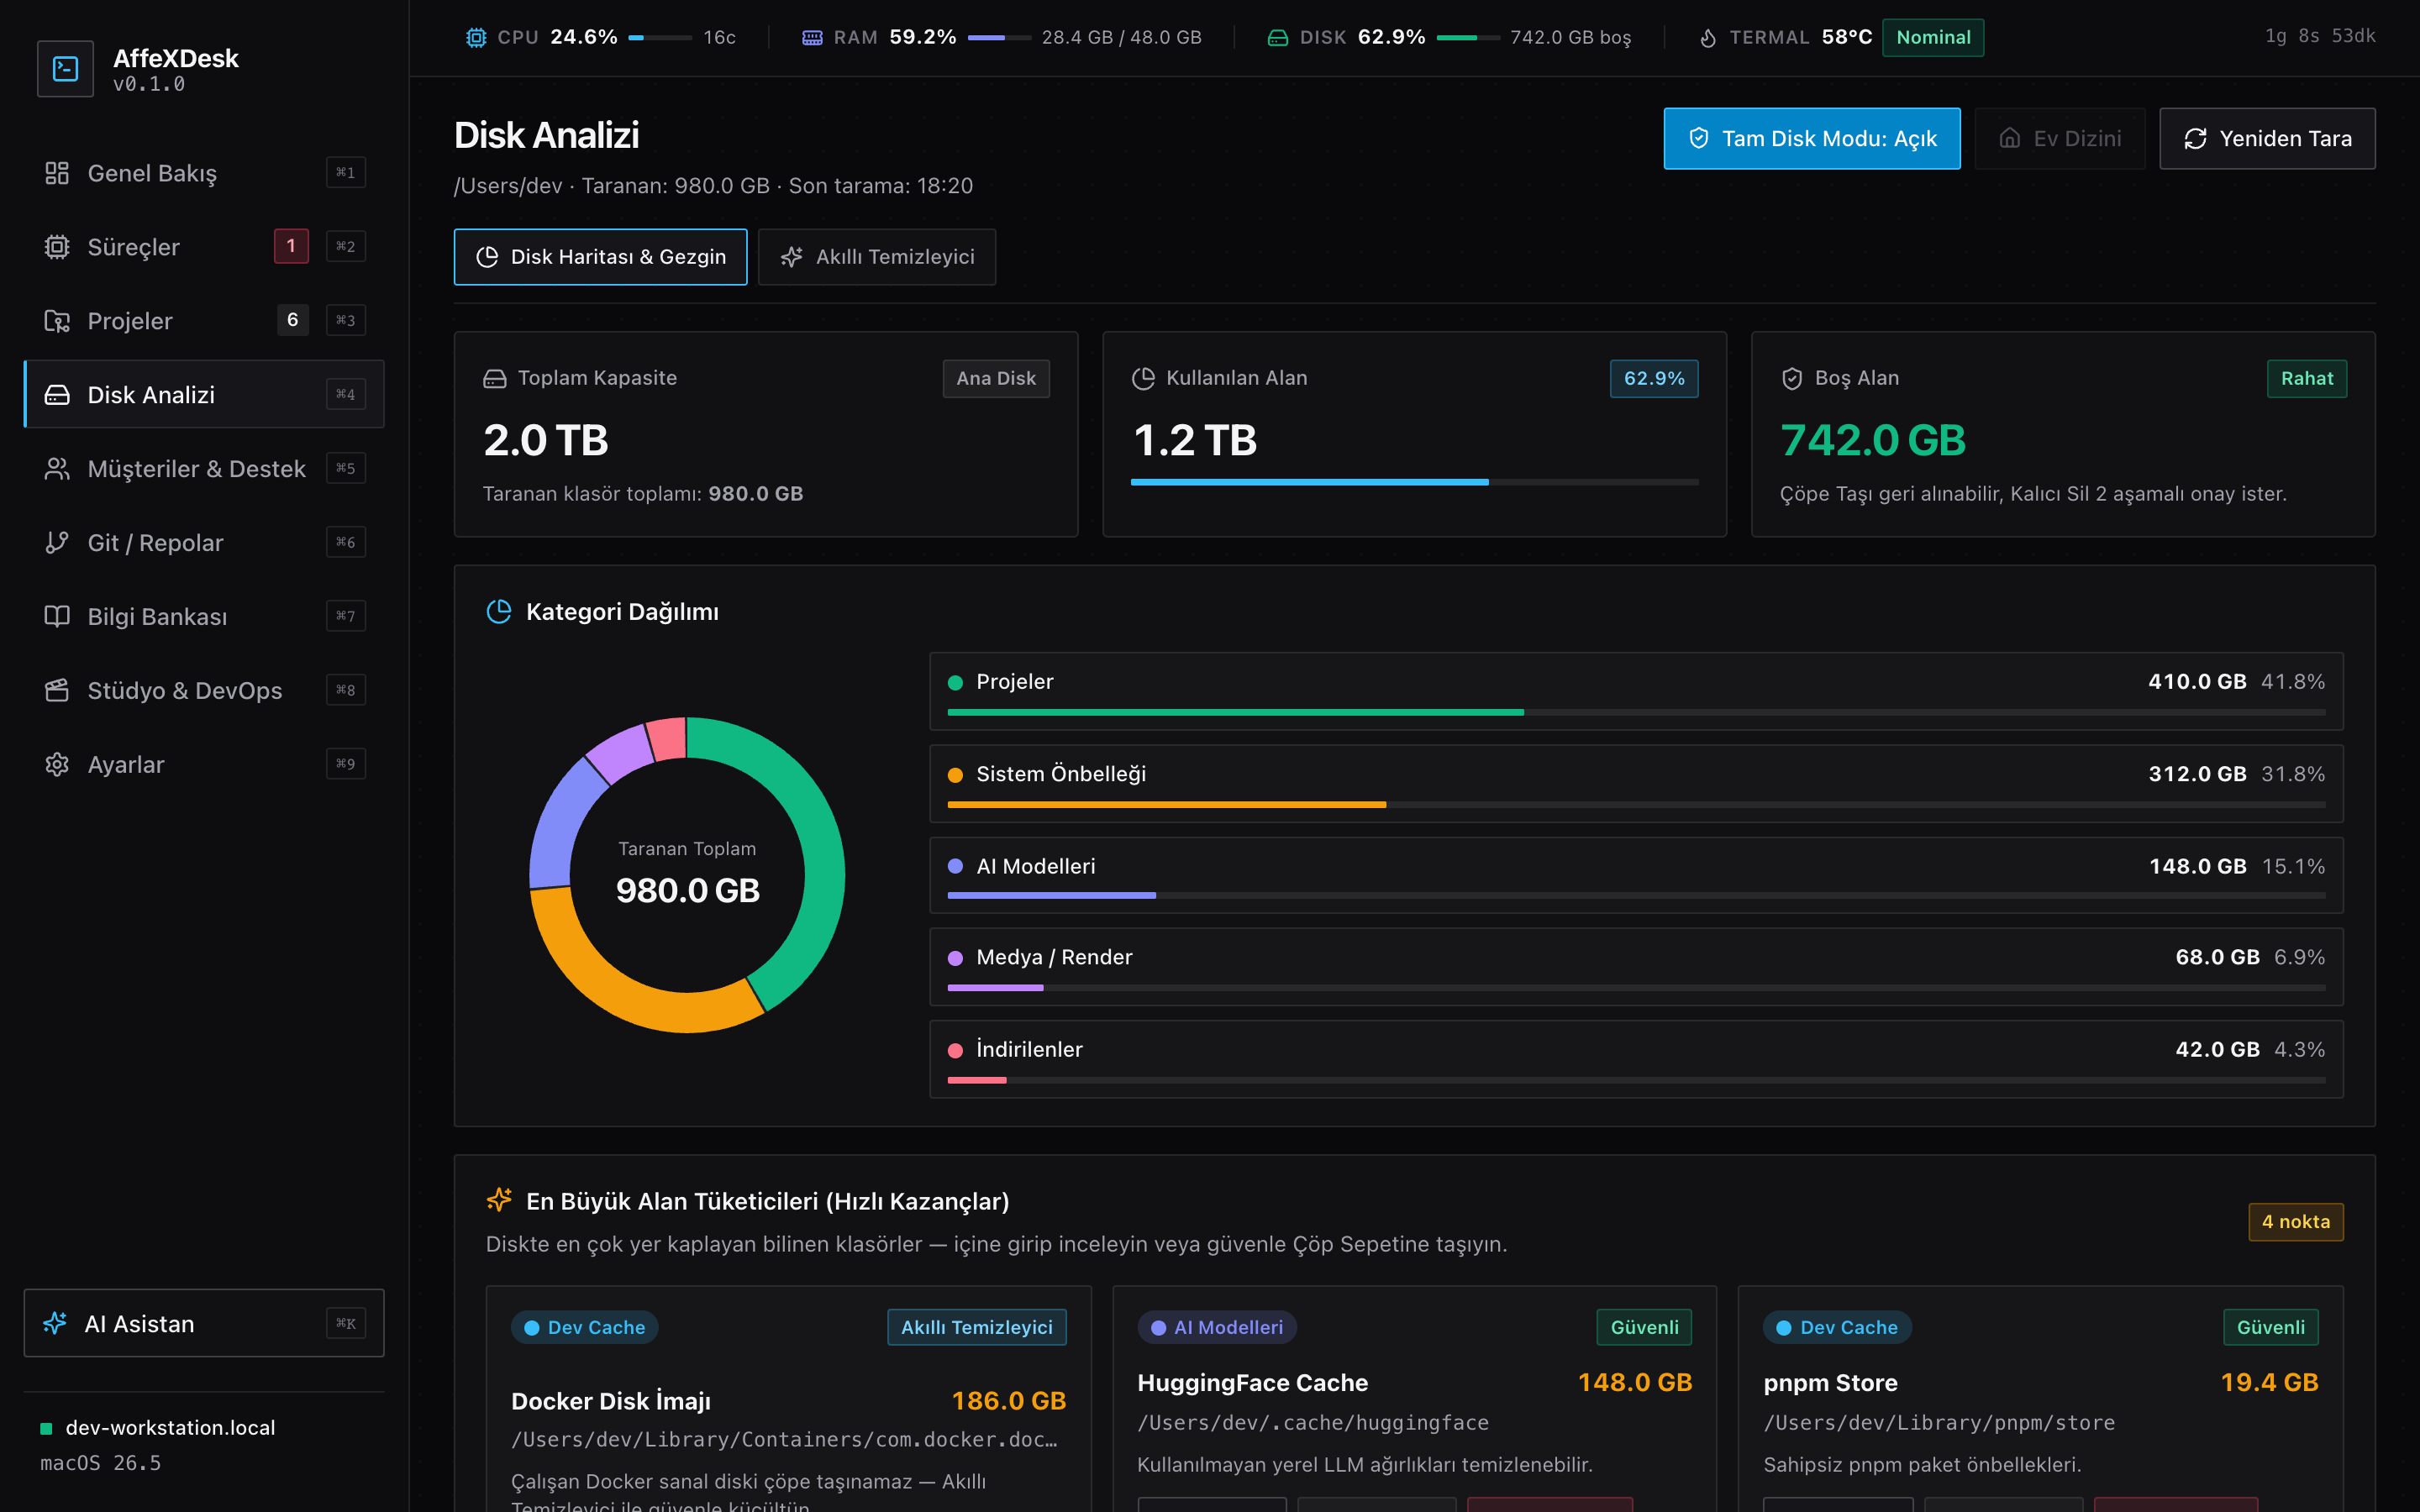 AffeXDesk
v0.1.0
Genel Bakış ⌘1
Süreçler 1 ⌘2
Projeler 6 ⌘3
Disk Analizi ⌘4
Müşteriler & Destek ⌘5
Git / Repolar ⌘6
Bilgi Bankası ⌘7
Stüdyo & DevOps ⌘8
Ayarlar ⌘9
AI Asistan ⌘K
dev-workstation.local
macOS 26.5
CPU 24.6% 16c RAM 59.2% 28.4 GB / 48.0 GB DISK 62.9% 742.0 GB boş TERMAL 58°C Nominal 1g 8s 53dk
Disk Analizi
/Users/dev · Taranan: 980.0 GB · Son tarama: 18:20
Tam Disk Modu: Açık Ev Dizini Yeniden Tara
Disk Haritası & Gezgin Akıllı Temizleyici
Toplam Kapasite Ana Disk
2.0 TB
Taranan klasör toplamı: 980.0 GB
Kullanılan Alan 62.9%
1.2 TB
Boş Alan Rahat
742.0 GB
Çöpe Taşı geri alınabilir, Kalıcı Sil 2 aşamalı onay ister.
Kategori Dağılımı
Taranan Toplam
980.0 GB
Projeler 410.0 GB 41.8%
Sistem Önbelleği 312.0 GB 31.8%
AI Modelleri 148.0 GB 15.1%
Medya / Render 68.0 GB 6.9%
İndirilenler 42.0 GB 4.3%
En Büyük Alan Tüketicileri (Hızlı Kazançlar)
Diskte en çok yer kaplayan bilinen klasörler — içine girip inceleyin veya güvenle Çöp Sepetine taşıyın.
4 nokta
Dev Cache Akıllı Temizleyici
Docker Disk İmajı 186.0 GB
/Users/dev/Library/Containers/com.docker.doc…
Çalışan Docker sanal diski çöpe taşınamaz — Akıllı
Temizleyici ile güvenle küçültün.
AI Modelleri Güvenli
HuggingFace Cache 148.0 GB
/Users/dev/.cache/huggingface
Kullanılmayan yerel LLM ağırlıkları temizlenebilir.
Dev Cache Güvenli
pnpm Store 19.4 GB
/Users/dev/Library/pnpm/store
Sahipsiz pnpm paket önbellekleri.